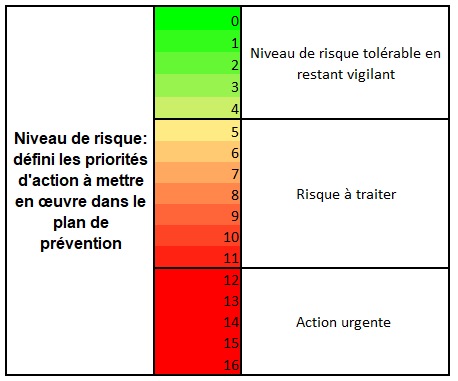 Niveau de risque:
défini les priorités
d'action à mettre
en œuvre dans le
plan de
prévention
0
1
2
3
4
Niveau de risque tolérable en
restant vigilant
5
6
7
8
9
10
11
Risque à traiter
12
13
14
15
16
Action urgente